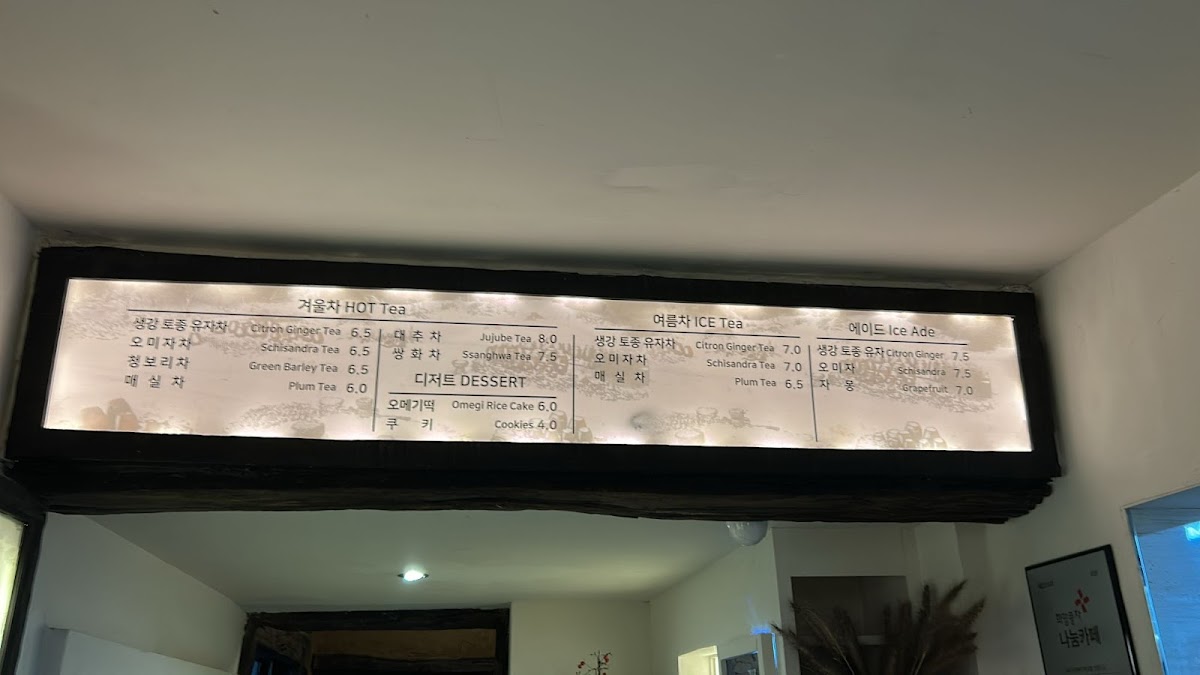 겨울차 HOT Tea
생강 토종 유자차 Citron Ginger Tea 6.5
오미자차 Schisandra Tea 6.5
청보리차 Green Barley Tea 6.5
매실차 Plum Tea 6.0
대추차 Jujube Tea 8.0
쌍화차 Ssanghwa Tea 7.5
디저트 DESSERT
오메기떡 Omegi Rice Cake 6.0
쿠키 Cookies 4.0
여름차 ICE Tea
생강 토종 유자차 Citron Ginger Tea 7.0
오미자차 Schisandra Tea 7.0
매실차 Plum Tea 6.5
에이드 Ice Ade
생강 토종 유자 Citron Ginger 7.5
오미자 Schisandra 7.5
자몽 Grapefruit 7.0
희망풍차
나눔카페